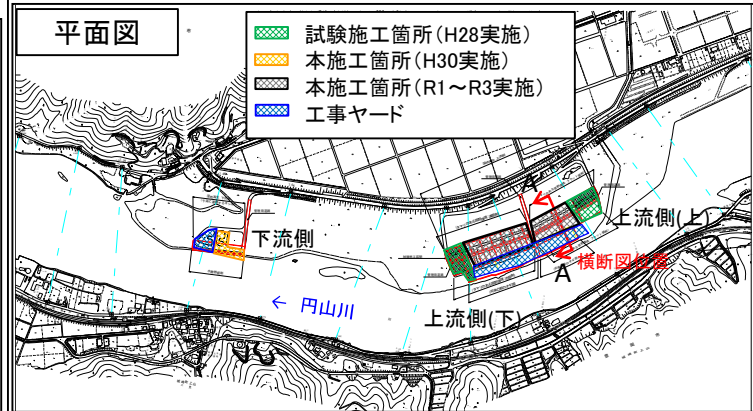 平面図
試験施工箇所(H28実施)
本施工箇所(H30実施)
本施工箇所(R1～R3実施)
工事ヤード
A
上流側(上)
下流側
横断図位置
A
← 円山川
上流側(下)